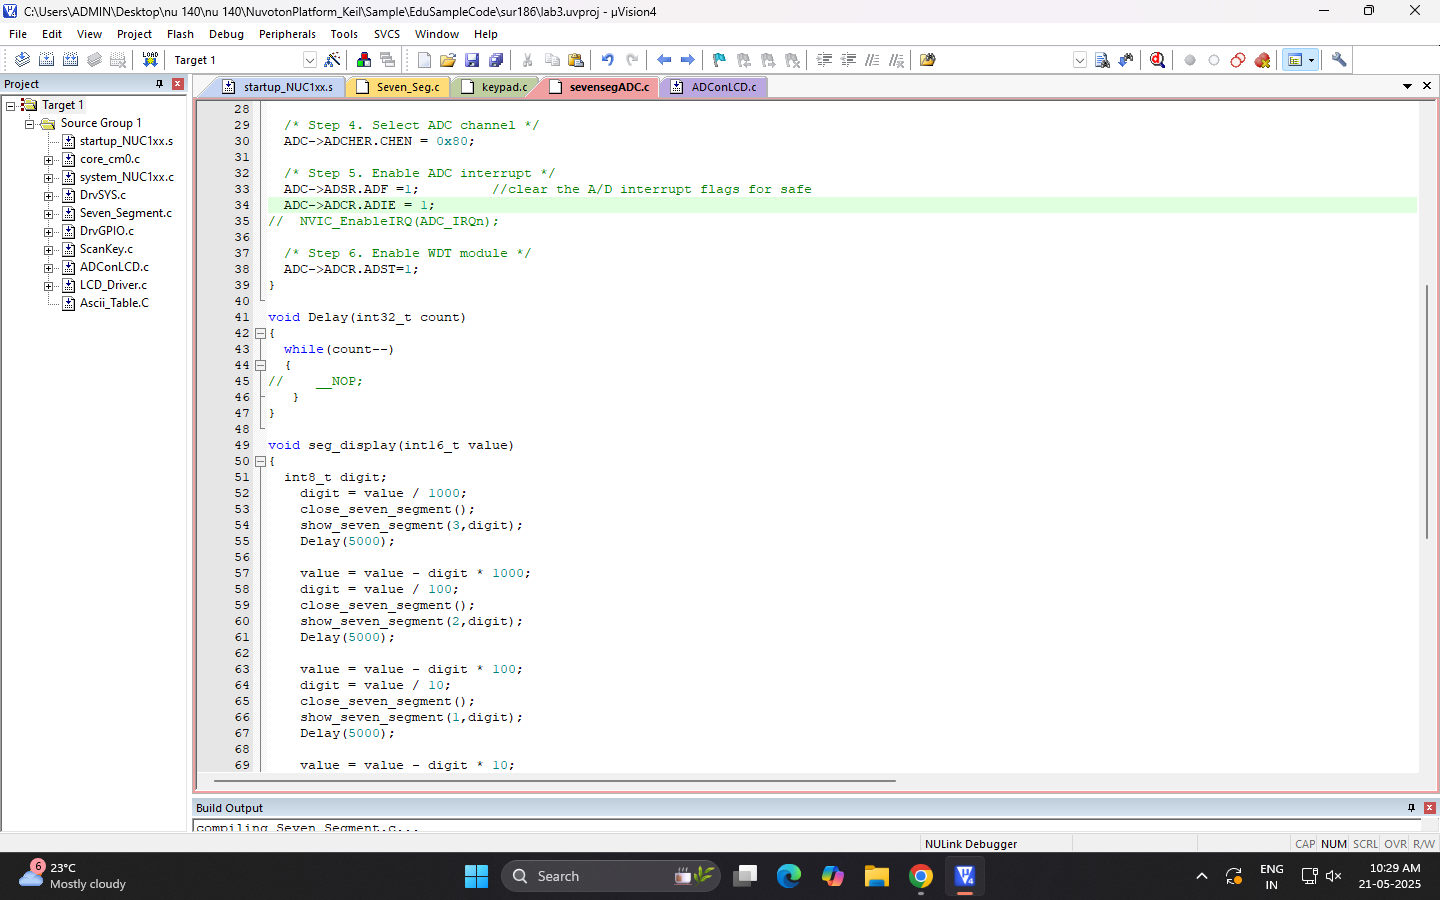 C:\Users\ADMIN\Desktop\nu 140\nu 140\NuvotonPlatform_Keil\Sample\EduSampleCode\sur186\lab3.uvproj - µVision4
File Edit View Project Flash Debug Peripherals Tools SVCS Window Help
LOAD Target 1
Project
startup_NUC1xx.s Seven_Seg.c keypad.c sevensegADC.c ADConLCD.c
Target 1
Source Group 1
startup_NUC1xx.s
core_cm0.c
system_NUC1xx.c
DrvSYS.c
Seven_Segment.c
DrvGPIO.c
ScanKey.c
ADConLCD.c
LCD_Driver.c
Ascii_Table.C
28
29 /* Step 4. Select ADC channel */
30 ADC->ADCHER.CHEN = 0x80;
31
32 /* Step 5. Enable ADC interrupt */
33 ADC->ADSR.ADF =1; //clear the A/D interrupt flags for safe
34 ADC->ADCR.ADIE = 1;
35 // NVIC_EnableIRQ(ADC_IRQn);
36
37 /* Step 6. Enable WDT module */
38 ADC->ADCR.ADST=1;
39 }
40
41 void Delay(int32_t count)
42 {
43 while(count--)
44 {
45 // __NOP;
46 }
47 }
48
49 void seg_display(int16_t value)
50 {
51 int8_t digit;
52 digit = value / 1000;
53 close_seven_segment();
54 show_seven_segment(3,digit);
55 Delay(5000);
56
57 value = value - digit * 1000;
58 digit = value / 100;
59 close_seven_segment();
60 show_seven_segment(2,digit);
61 Delay(5000);
62
63 value = value - digit * 100;
64 digit = value / 10;
65 close_seven_segment();
66 show_seven_segment(1,digit);
67 Delay(5000);
68
69 value = value - digit * 10;
Build Output
compiling Seven_Segment.c...
NULink Debugger CAP NUM SCRL OVR R/W
6 23°C
Mostly cloudy
Search
ENG
IN
10:29 AM
21-05-2025